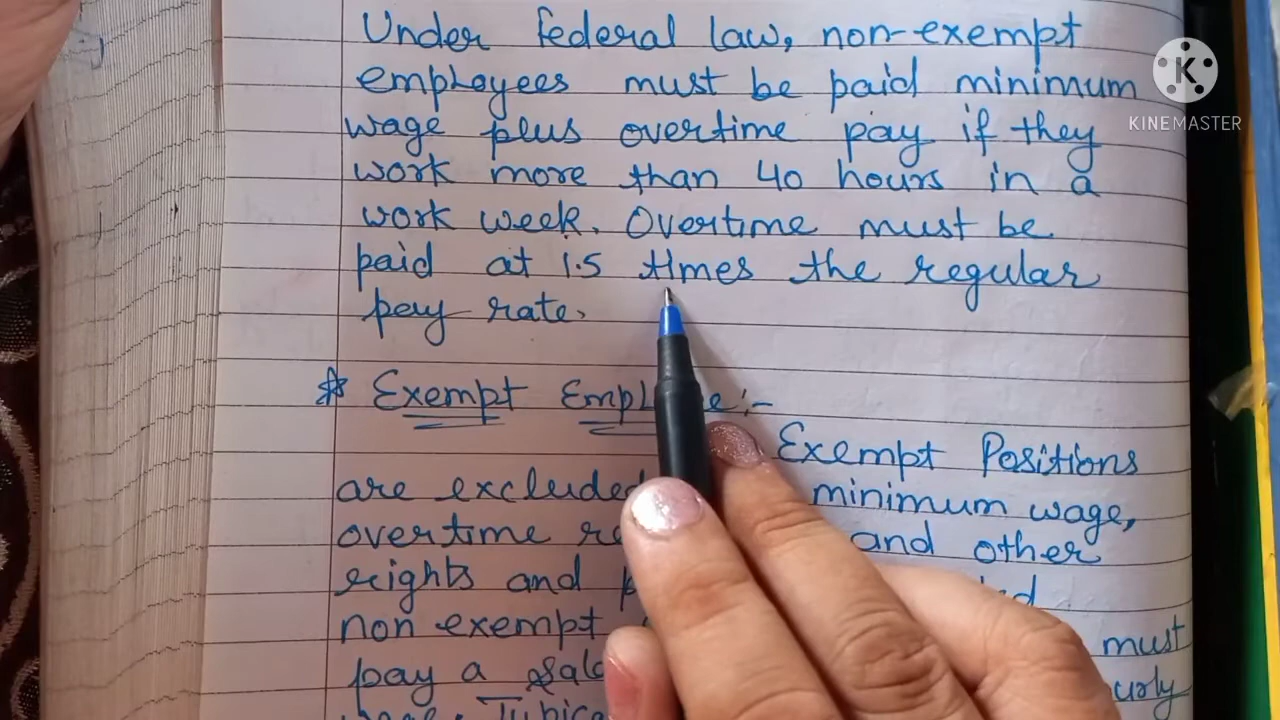 Under federal law, non-exempt
employees must be paid minimum
wage plus overtime pay if they
work more than 40 hours in a
work week. Overtime must be
paid at 1.5 times the regular
pay rate.
* Exempt :-
Exempt Positions
are excluded minimum wage,
overtime and other
rights and
non exempt must
pay a
K
KINEMASTER